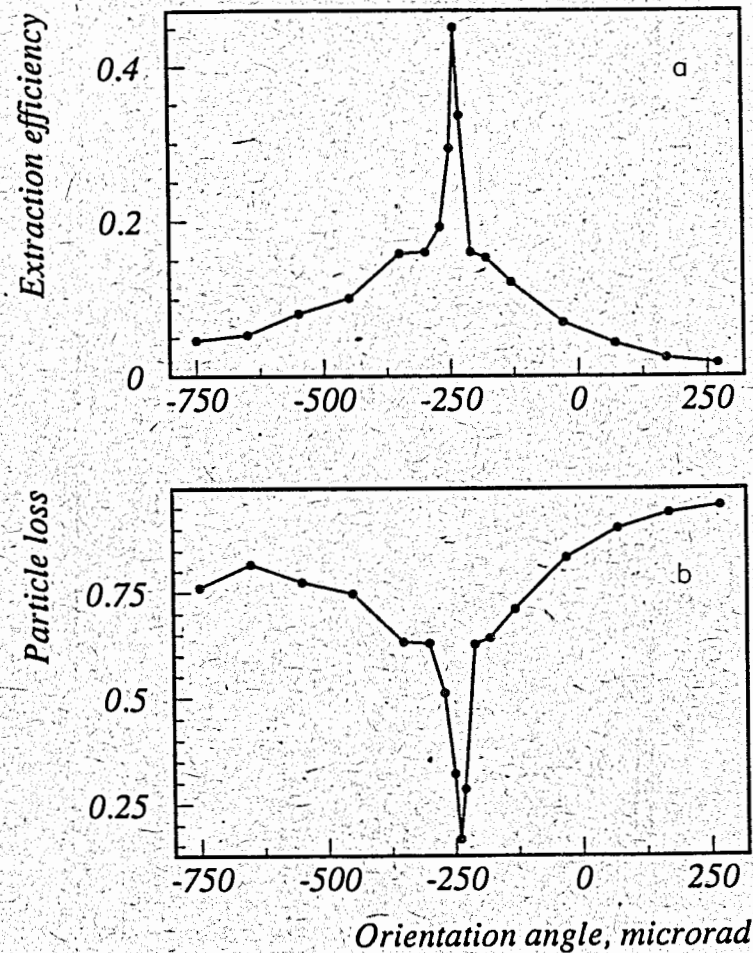 Extraction efficiency
0.4
0.2
0
a
-750 -500 -250 0 250
Particle loss
0.75
0.5
0.25
b
-750 -500 -250 0 250
Orientation angle, microrad